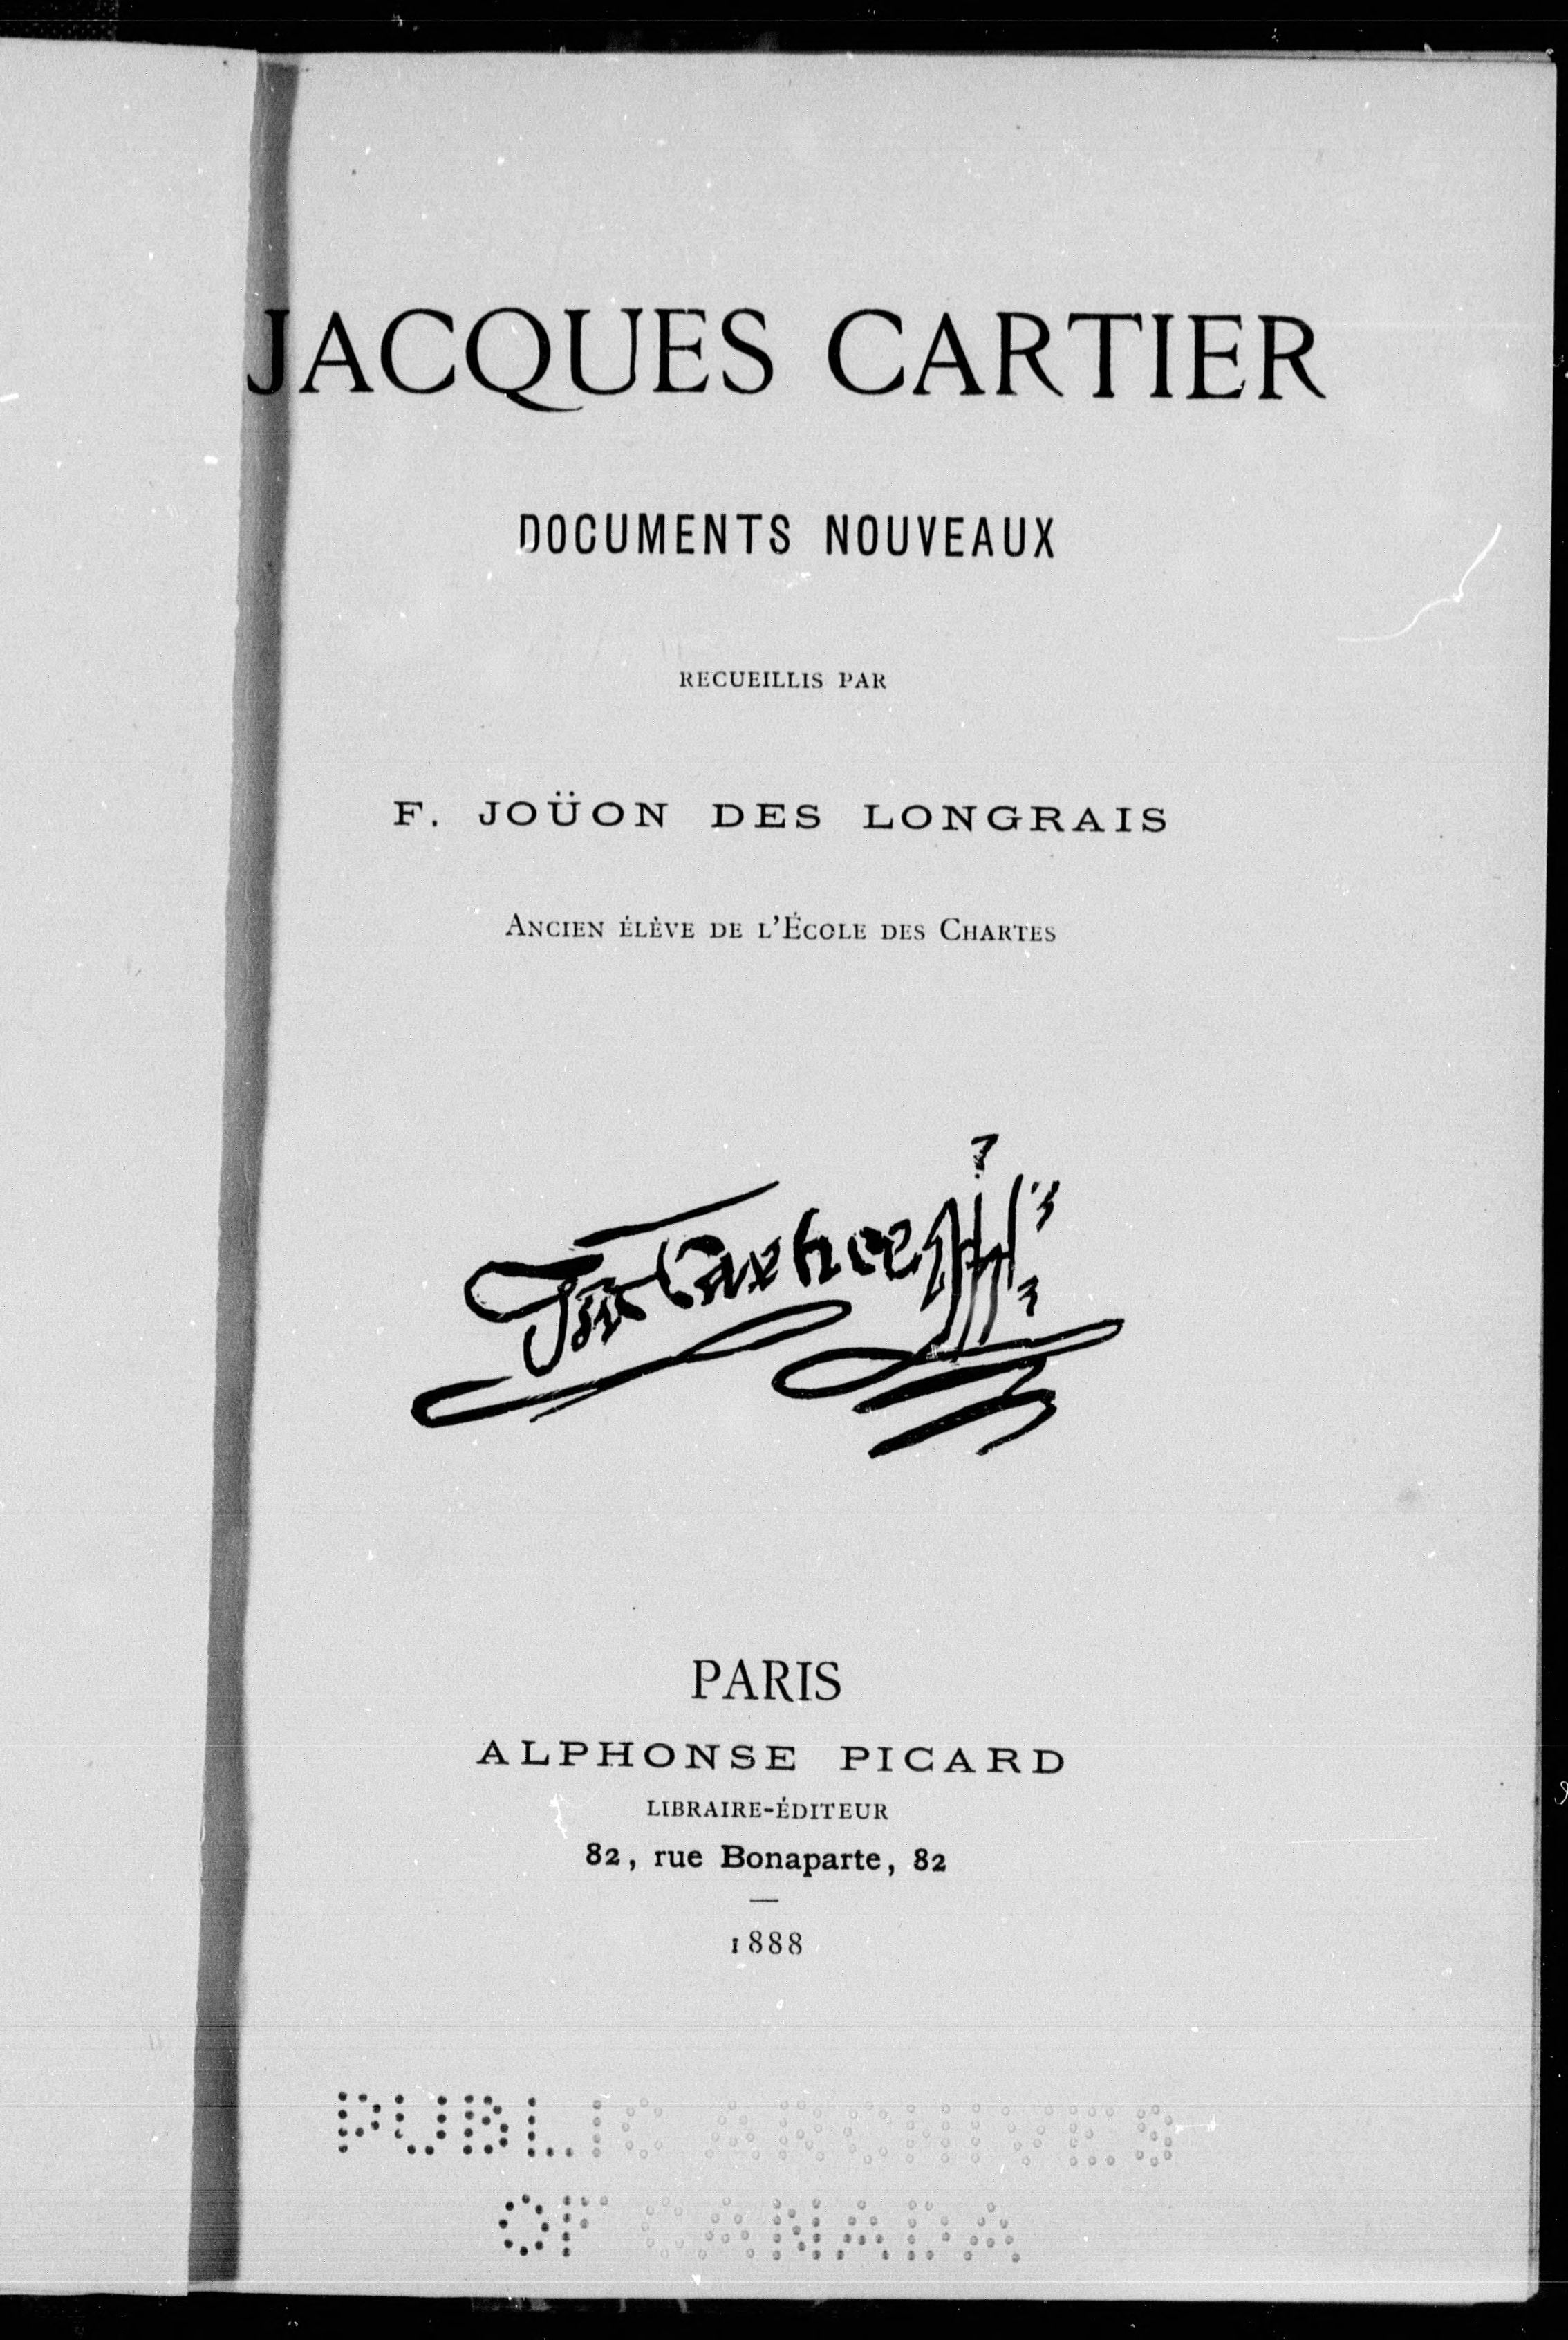 JACQUES CARTIER
DOCUMENTS NOUVEAUX
RECUEILLIS PAR
F. JOÜON DES LONGRAIS
ANCIEN ÉLÈVE DE L'ÉCOLE DES CHARTES
PARIS
ALPHONSE PICARD
LIBRAIRE-ÉDITEUR
82, rue Bonaparte, 82
1888
PUBLIC ARCHIVES
OF CANADA